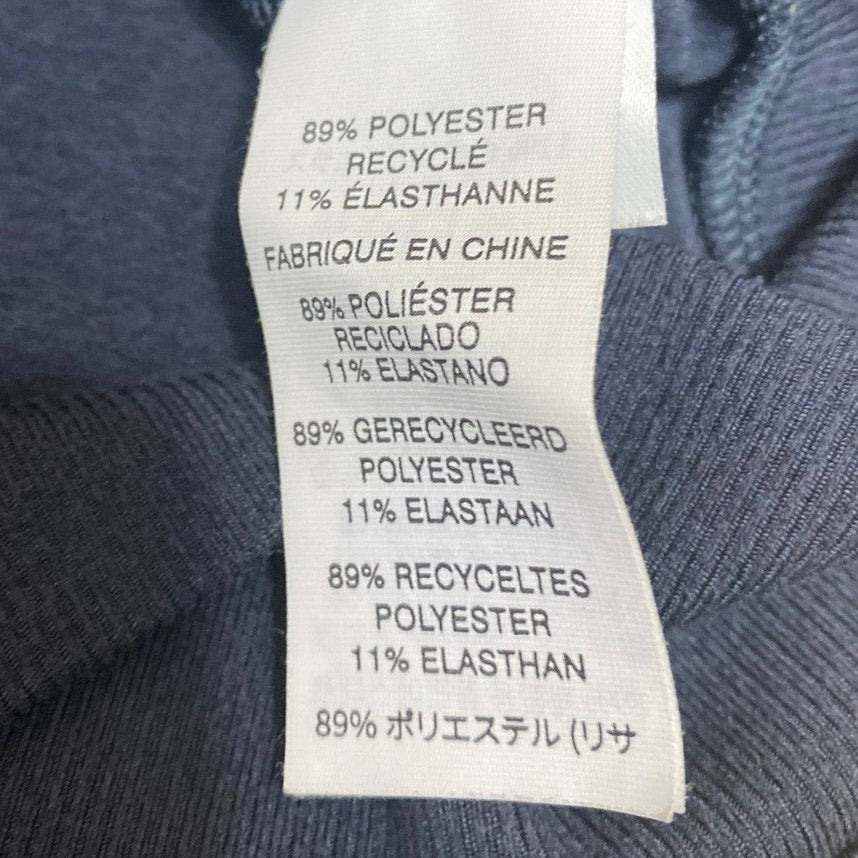 89% POLYESTER
RECYCLÉ
11% ÉLASTHANNE
FABRIQUÉ EN CHINE
89% POLIÉSTER
RECICLADO
11% ELASTANO
89% GERECYCLEERD
POLYESTER
11% ELASTAAN
89% RECYCELTES
POLYESTER
11% ELASTHAN
89% ポリエステル (リサ